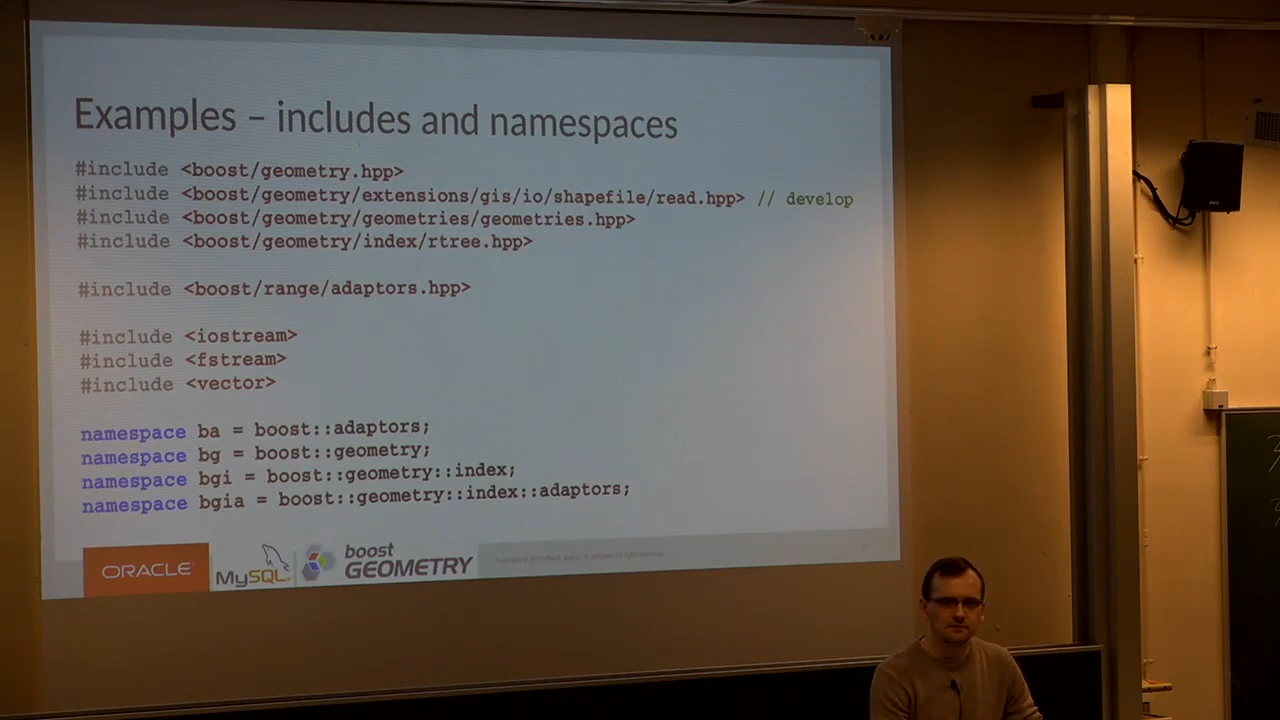 Examples – includes and namespaces
#include <boost/geometry.hpp>
#include <boost/geometry/extensions/gis/io/shapefile/read.hpp> // develop
#include <boost/geometry/geometries/geometries.hpp>
#include <boost/geometry/index/rtree.hpp>
#include <boost/range/adaptors.hpp>
#include <iostream>
#include <fstream>
#include <vector>
namespace ba = boost::adaptors;
namespace bg = boost::geometry;
namespace bgi = boost::geometry::index;
namespace bgia = boost::geometry::index::adaptors;
ORACLE
MySQL
boost
GEOMETRY